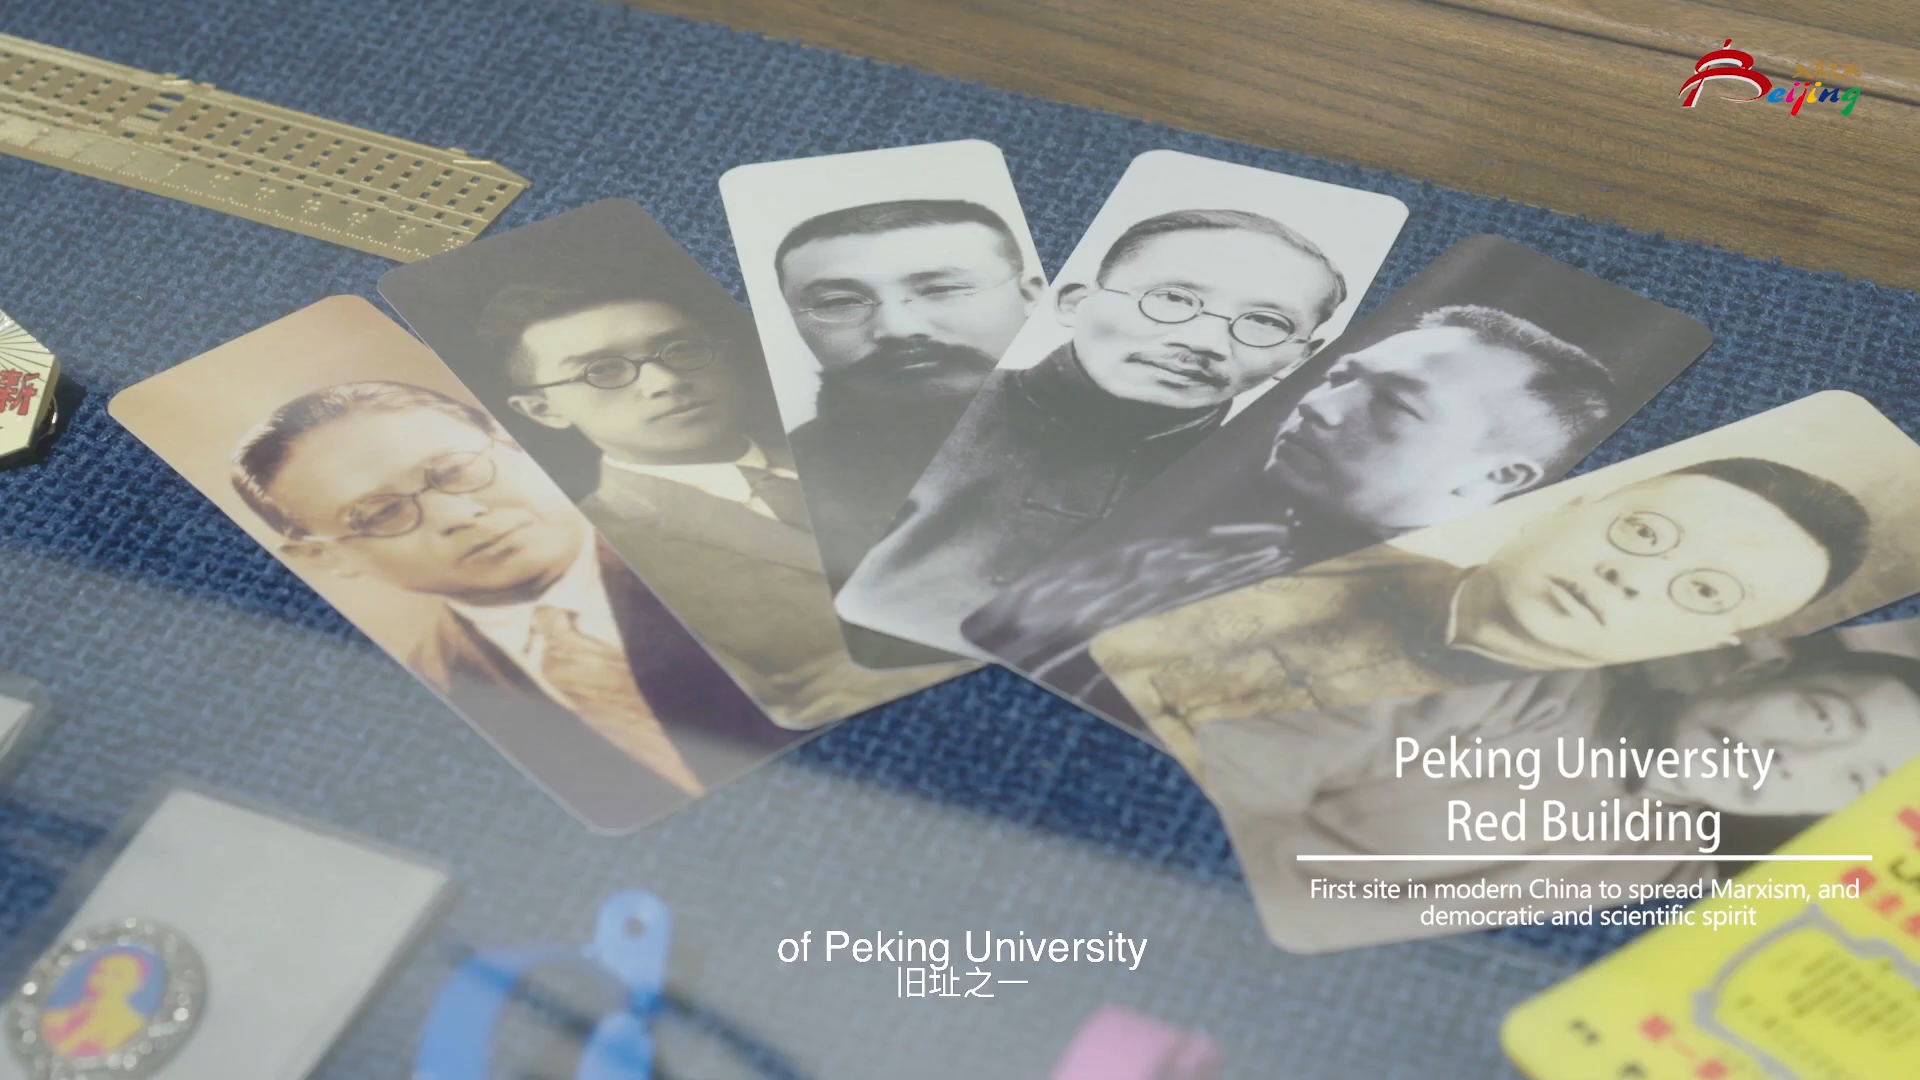 Beijing
新
Peking University
Red Building
First site in modern China to spread Marxism, and
democratic and scientific spirit
of Peking University
旧址之一